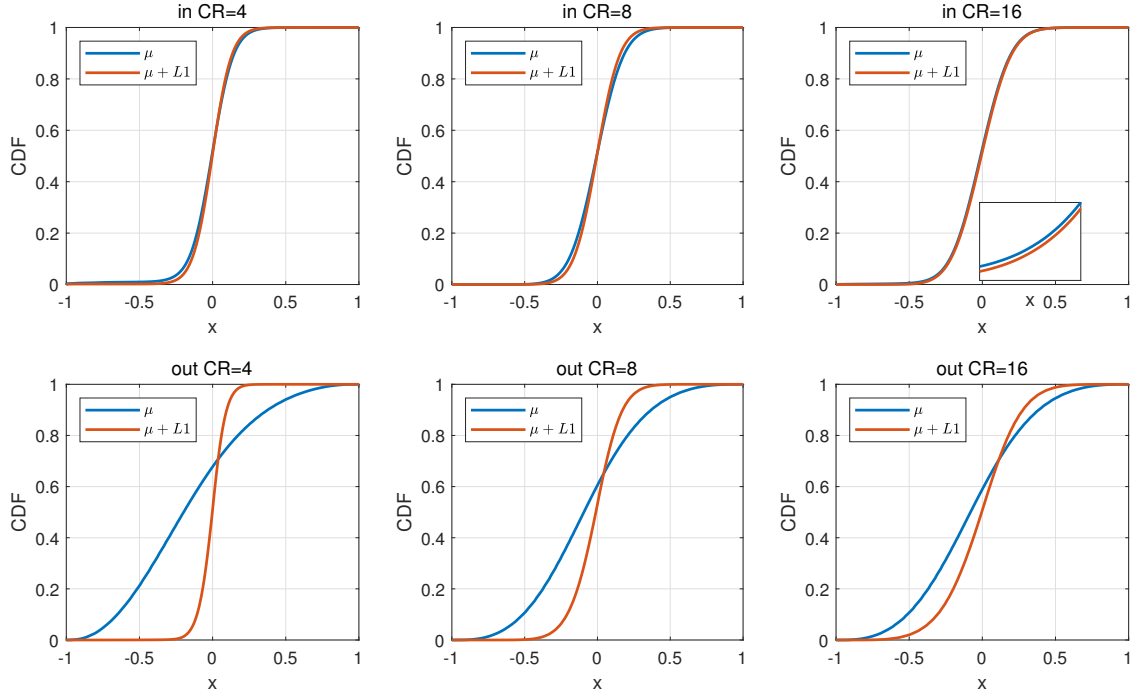 in CR=4
1
0.8
0.6
0.4
0.2
0
CDF
μ
μ + L1
-1 -0.5 0 0.5 1
x
in CR=8
1
0.8
0.6
0.4
0.2
0
CDF
μ
μ + L1
-1 -0.5 0 0.5 1
x
in CR=16
1
0.8
0.6
0.4
0.2
0
CDF
μ
μ + L1
x
-1 -0.5 0 0.5 1
x
out CR=4
1
0.8
0.6
0.4
0.2
0
CDF
μ
μ + L1
-1 -0.5 0 0.5 1
x
out CR=8
1
0.8
0.6
0.4
0.2
0
CDF
μ
μ + L1
-1 -0.5 0 0.5 1
x
out CR=16
1
0.8
0.6
0.4
0.2
0
CDF
μ
μ + L1
-1 -0.5 0 0.5 1
x